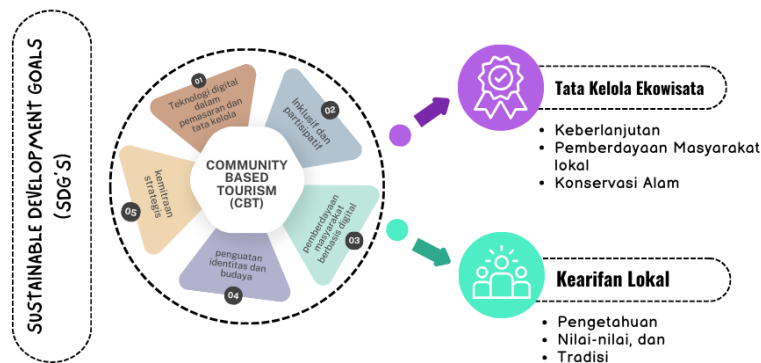 SUSTAINABLE DEVELOPMENT GOALS
(SDG'S)
01
Teknologi digital
dalam
pemasaran dan
tata kelola
02
Inklusif dan
partisipatif
03
pemberdayaan
masyarakat
berbasis digital
04
penguatan
identitas dan
budaya
05
kemitraan
strategis
COMMUNITY
BASED
TOURISM
(CBT)
Tata Kelola Ekowisata
• Keberlanjutan
• Pemberdayaan Masyarakat
lokal
• Konservasi Alam
Kearifan Lokal
• Pengetahuan
• Nilai-nilai, dan
• Tradisi